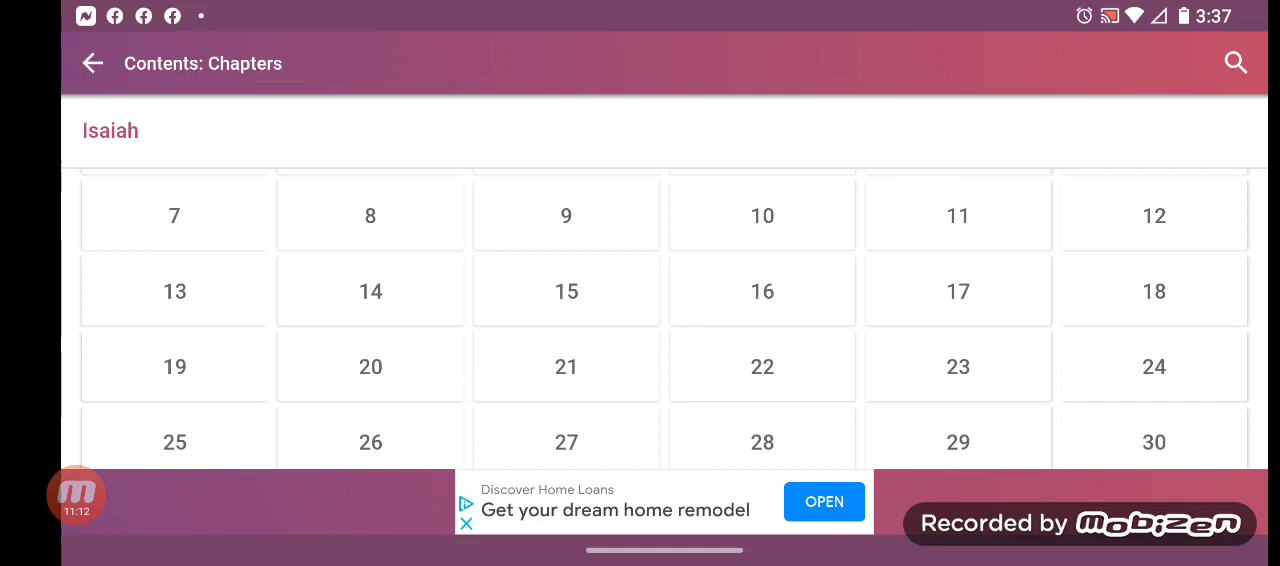 3:37
Contents: Chapters
Isaiah
7 8 9 10 11 12
13 14 15 16 17 18
19 20 21 22 23 24
25 26 27 28 29 30
Discover Home Loans
Get your dream home remodel
OPEN
11:12
Recorded by mobizen